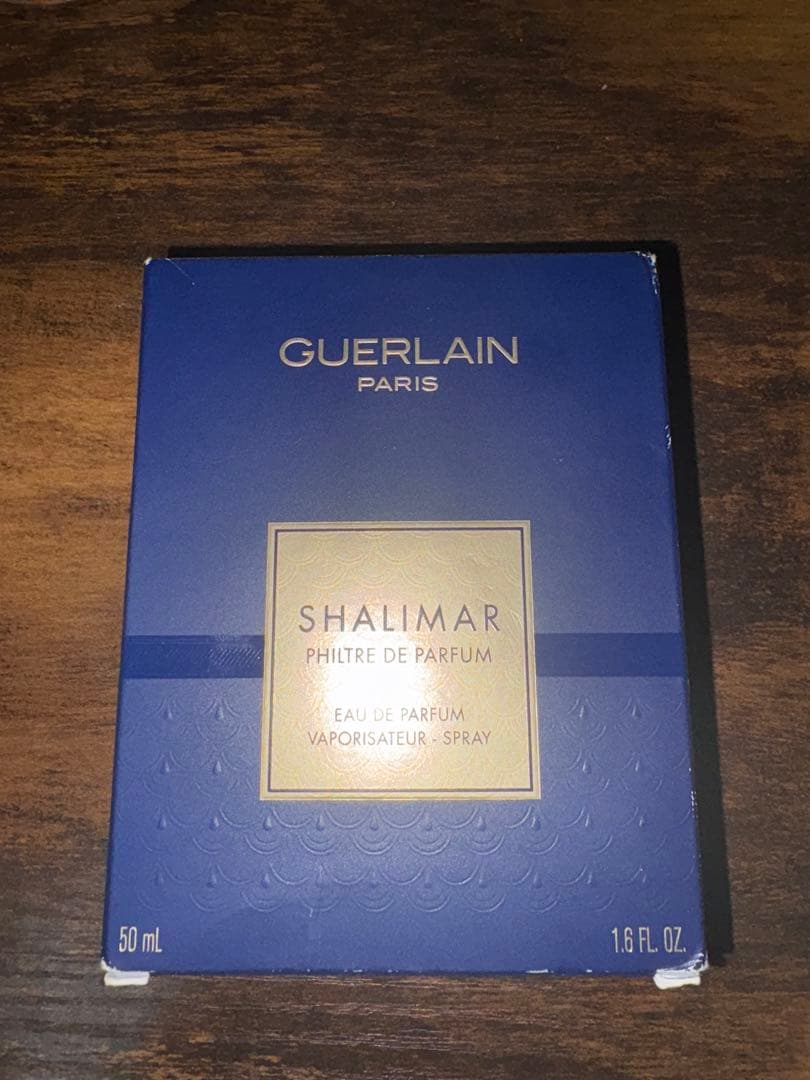 GUERLAIN
PARIS
SHALIMAR
PHILTRE DE PARFUM
EAU DE PARFUM
VAPORISATEUR - SPRAY
50 mL
1.6 FL. OZ.